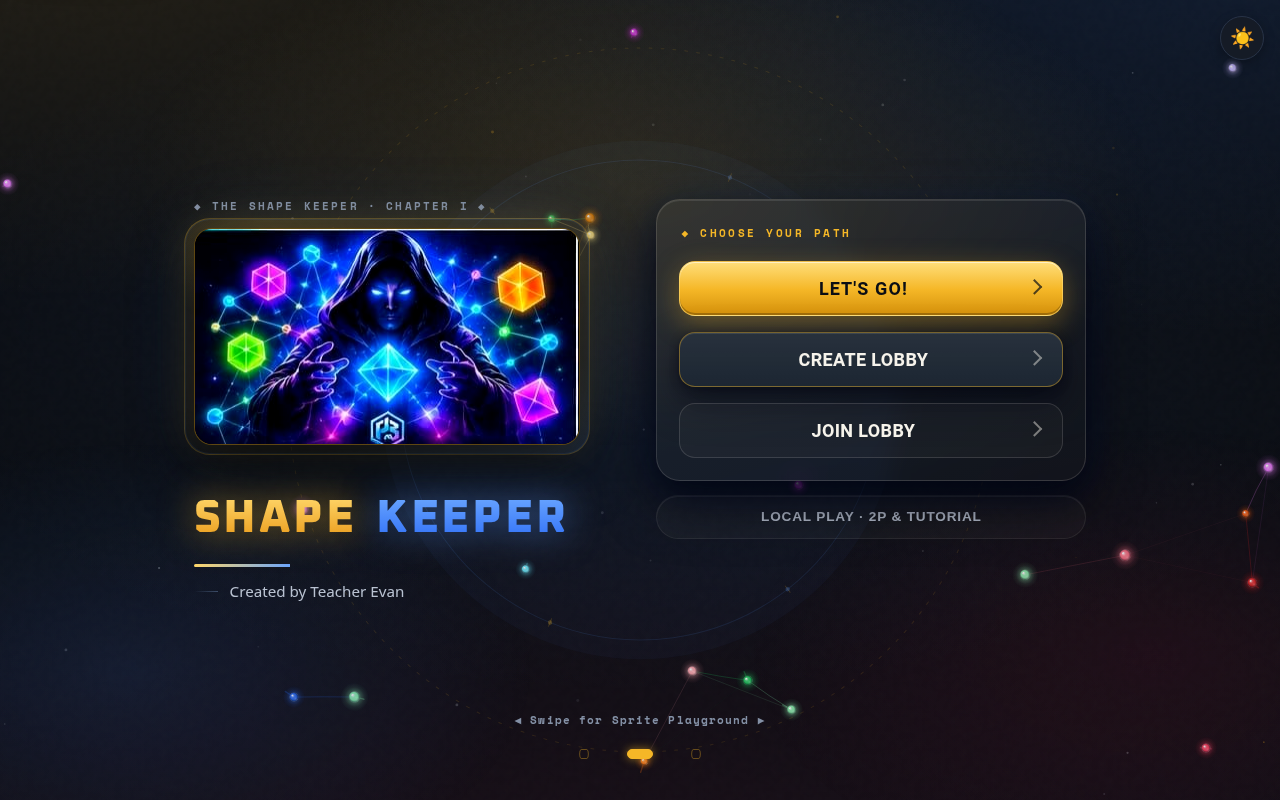 ◆ THE SHAPE KEEPER · CHAPTER I ◆
SHAPE KEEPER
Created by Teacher Evan
◆ CHOOSE YOUR PATH
LET'S GO!
CREATE LOBBY
JOIN LOBBY
LOCAL PLAY · 2P & TUTORIAL
◀ Swipe for Sprite Playground ▶